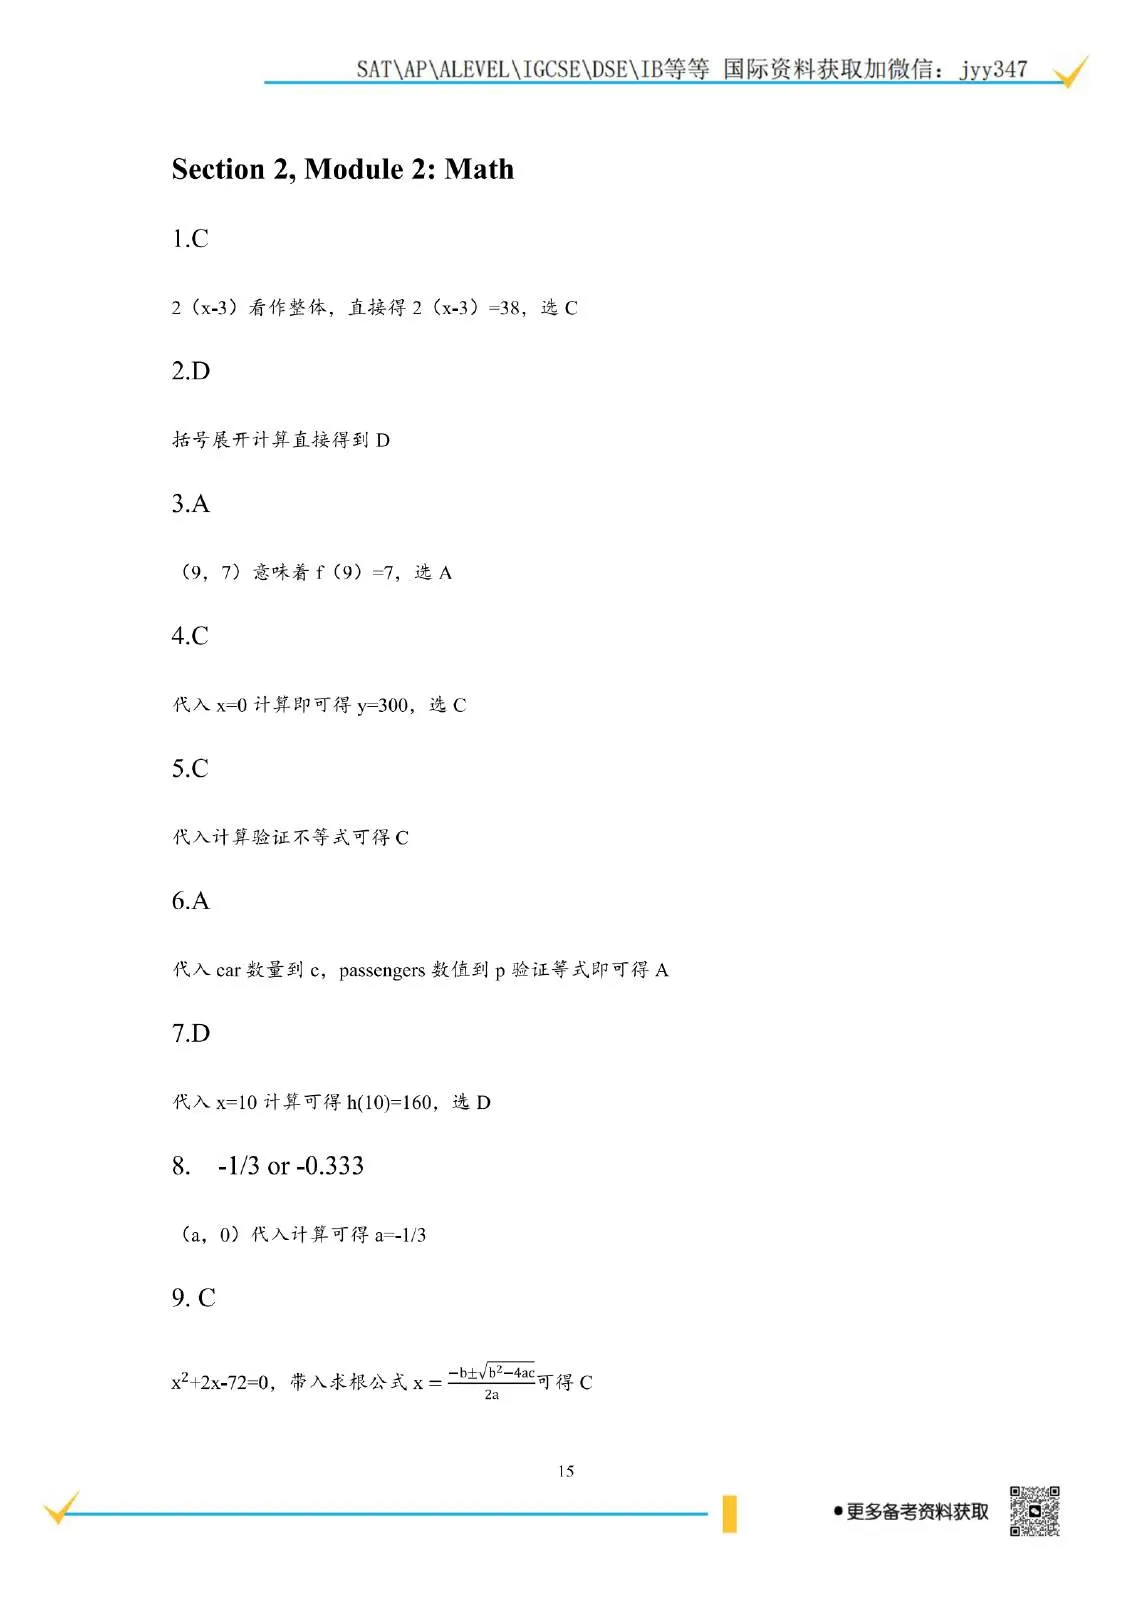 SAT\AP\ALEVEL\IGCSE\DSE\IB等等 国际资料获取加微信：jyy347
Section 2, Module 2: Math
1.C
2（x-3）看作整体，直接得 2（x-3）=38，选 C
2.D
括号展开计算直接得到 D
3.A
（9，7）意味着 f（9）=7，选 A
4.C
代入 x=0 计算即可得 y=300，选 C
5.C
代入计算验证不等式可得 C
6.A
代入 car 数量到 c，passengers 数值到 p 验证等式即可得 A
7.D
代入 x=10 计算可得 h(10)=160，选 D
8. -1/3 or -0.333
（a，0）代入计算可得 a=-1/3
9. C
x²+2x-72=0，带入求根公式 x = −b±√b²−4ac/2a 可得 C
15
•更多备考资料获取